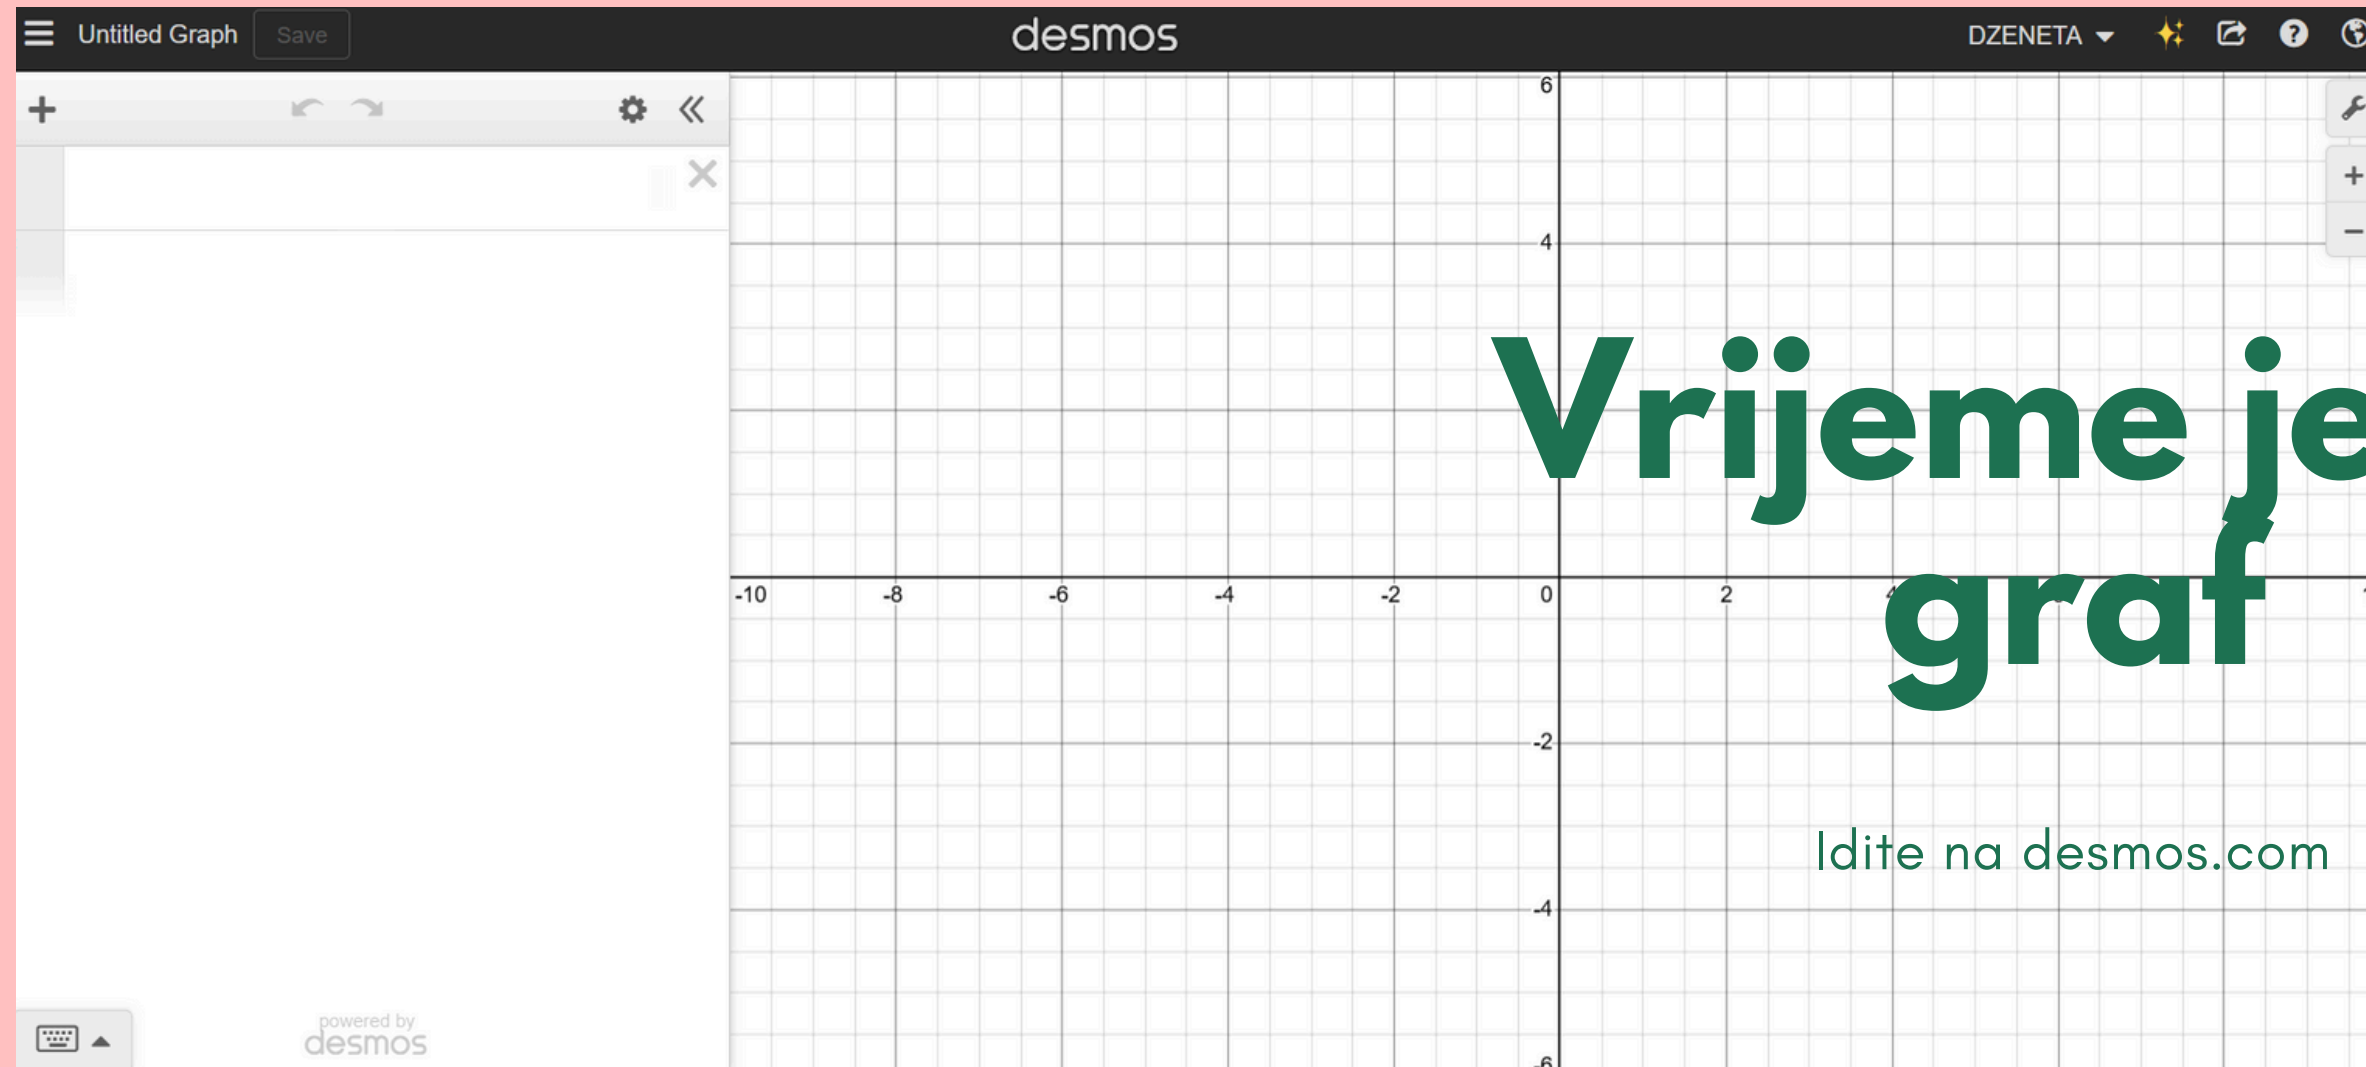 Untitled Graph Save desmos DZENETA
6
4
Vrijeme je
-10 -8 -6 -4 -2 0 2
graf
-2
Idite na desmos.com
-4
powered by
desmos
-6